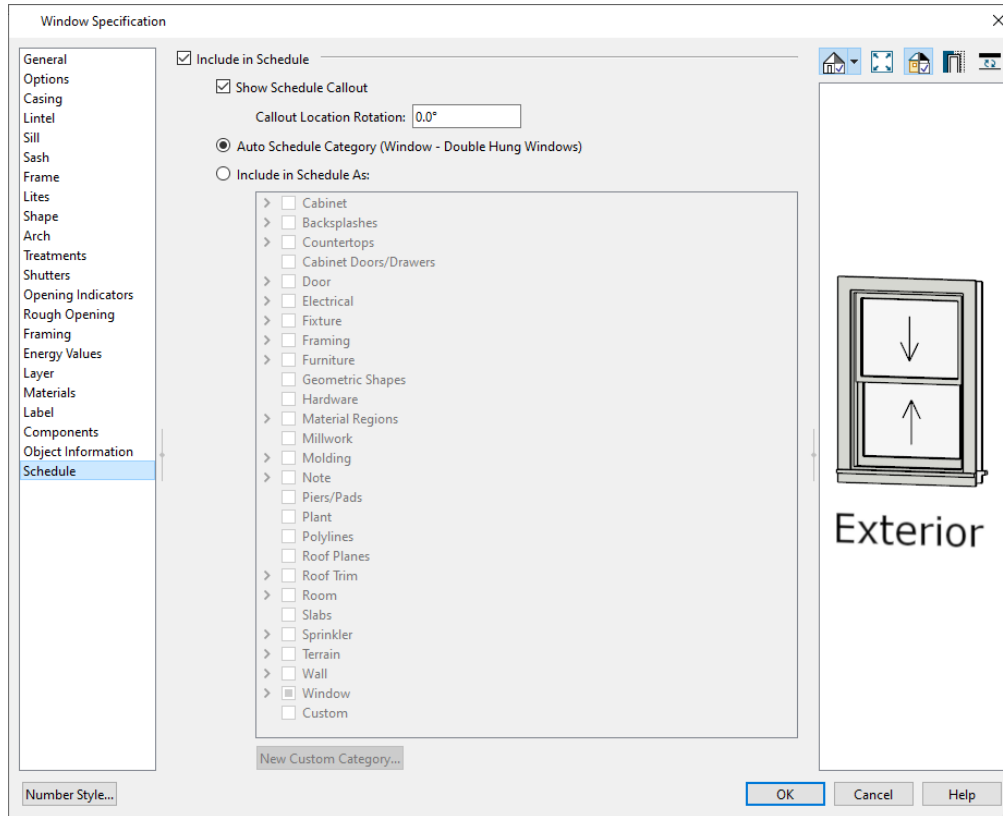 Window Specification
General
Options
Casing
Lintel
Sill
Sash
Frame
Lites
Shape
Arch
Treatments
Shutters
Opening Indicators
Rough Opening
Framing
Energy Values
Layer
Materials
Label
Components
Object Information
Schedule
Include in Schedule
Show Schedule Callout
Callout Location Rotation: 0.0°
Auto Schedule Category (Window - Double Hung Windows)
Include in Schedule As:
Cabinet
Backsplashes
Countertops
Cabinet Doors/Drawers
Door
Electrical
Fixture
Framing
Furniture
Geometric Shapes
Hardware
Material Regions
Millwork
Molding
Note
Piers/Pads
Plant
Polylines
Roof Planes
Roof Trim
Room
Slabs
Sprinkler
Terrain
Wall
Window
Custom
New Custom Category...
Exterior
Number Style...
OK
Cancel
Help